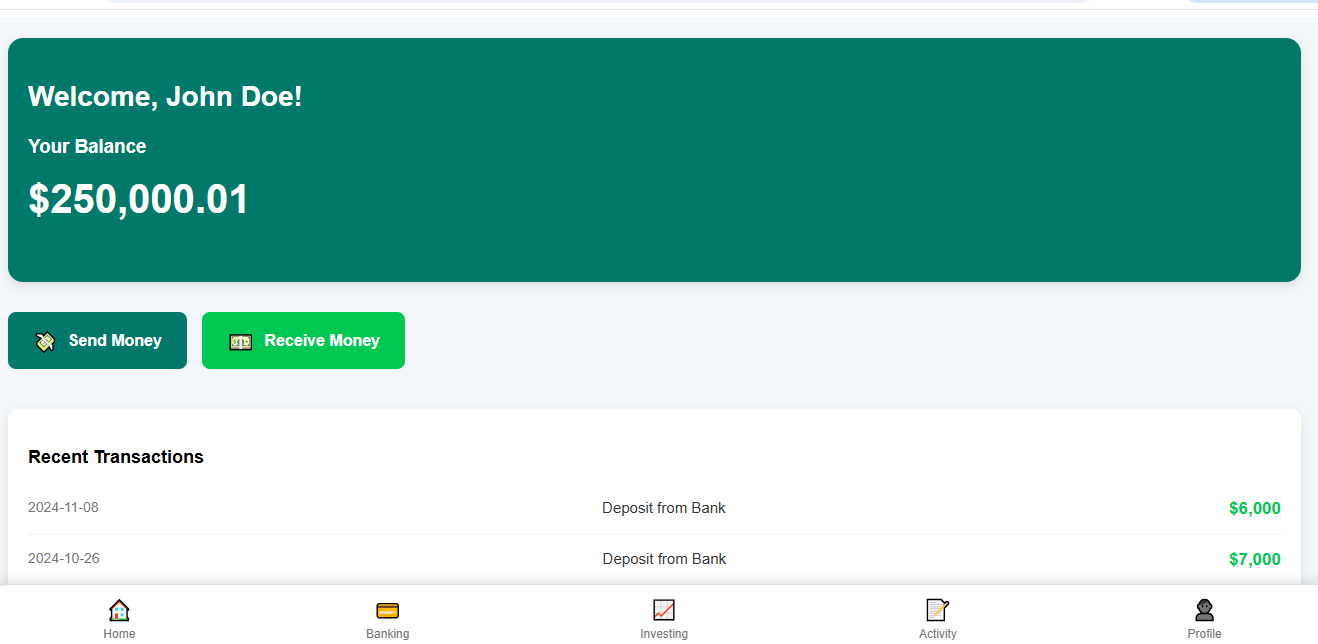 Welcome, John Doe!
Your Balance
$250,000.01
Send Money
Receive Money
Recent Transactions
2024-11-08 Deposit from Bank $6,000
2024-10-26 Deposit from Bank $7,000
Home Banking Investing Activity Profile